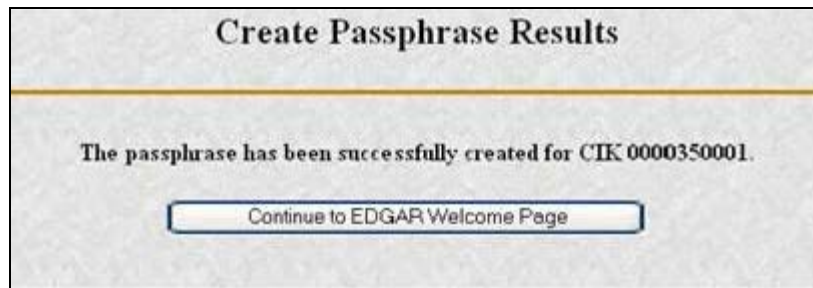 Create Passphrase Results
The passphrase has been successfully created for CIK 0000350001.
Continue to EDGAR Welcome Page